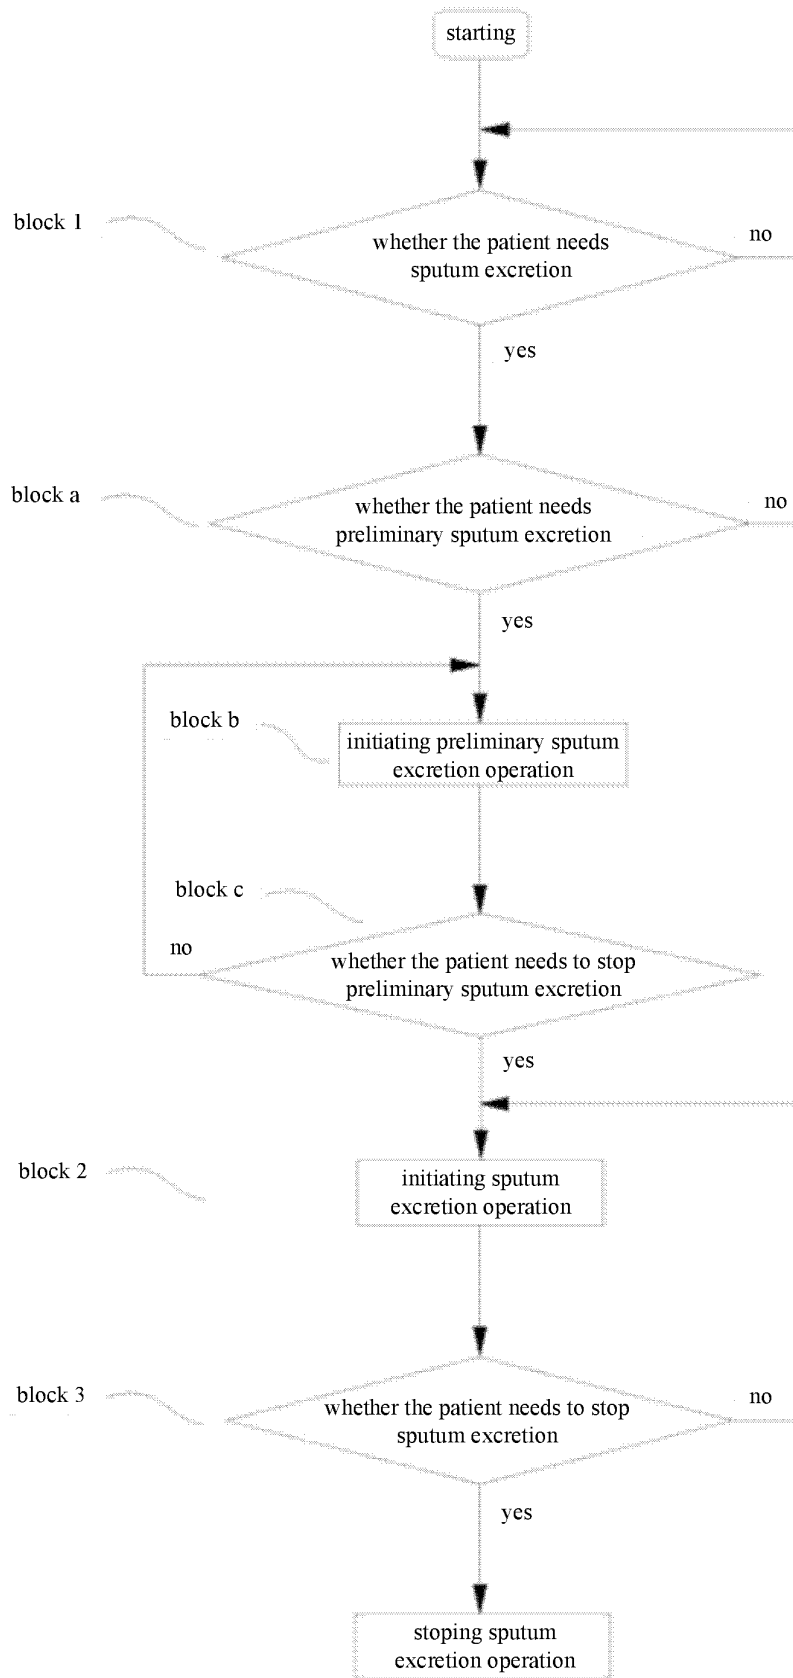 starting
block 1
whether the patient needs
sputum excretion
no
yes
block a
whether the patient needs
preliminary sputum excretion
no
yes
block b
initiating preliminary sputum
excretion operation
block c
no
whether the patient needs to stop
preliminary sputum excretion
yes
block 2
initiating sputum
excretion operation
block 3
whether the patient needs to stop
sputum excretion
no
yes
stoping sputum
excretion operation